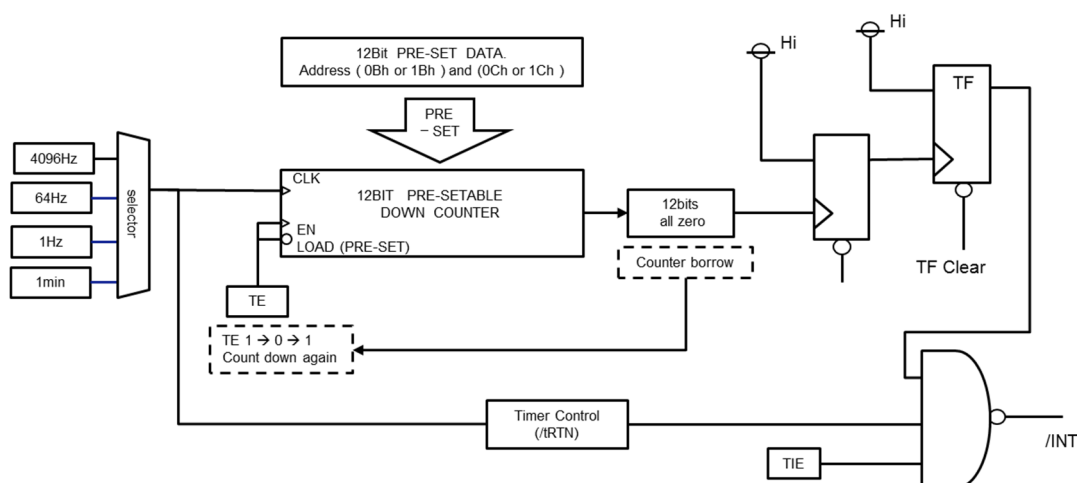 Hi
Hi
12Bit PRE-SET DATA.
Address ( 0Bh or 1Bh ) and (0Ch or 1Ch )
PRE
– SET
TF
4096Hz
64Hz
1Hz
1min
selector
CLK
12BIT PRE-SETABLE
DOWN COUNTER
EN
LOAD (PRE-SET)
12bits
all zero
Counter borrow
TF Clear
TE
TE 1 → 0 → 1
Count down again
Timer Control
(/tRTN)
TIE
/INT